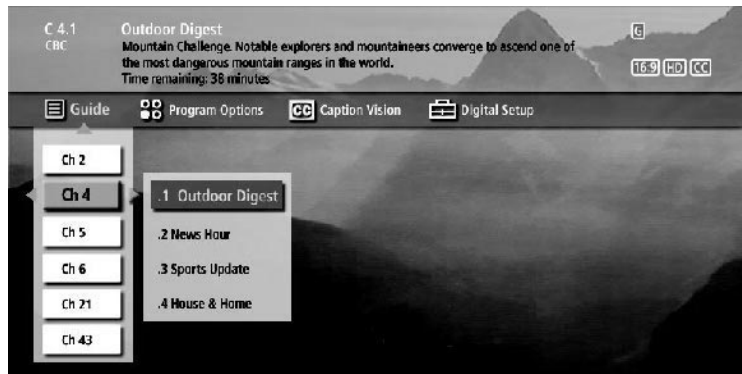 C 4.1 Outdoor Digest G
CBC Mountain Challenge. Notable explorers and mountaineers converge to ascend one of
the most dangerous mountain ranges in the world. 16:9 HD CC
Time remaining: 38 minutes
Guide Program Options CC Caption Vision Digital Setup
Ch 2
Ch 4 .1 Outdoor Digest
Ch 5 .2 News Hour
Ch 6 .3 Sports Update
Ch 21 .4 House & Home
Ch 43